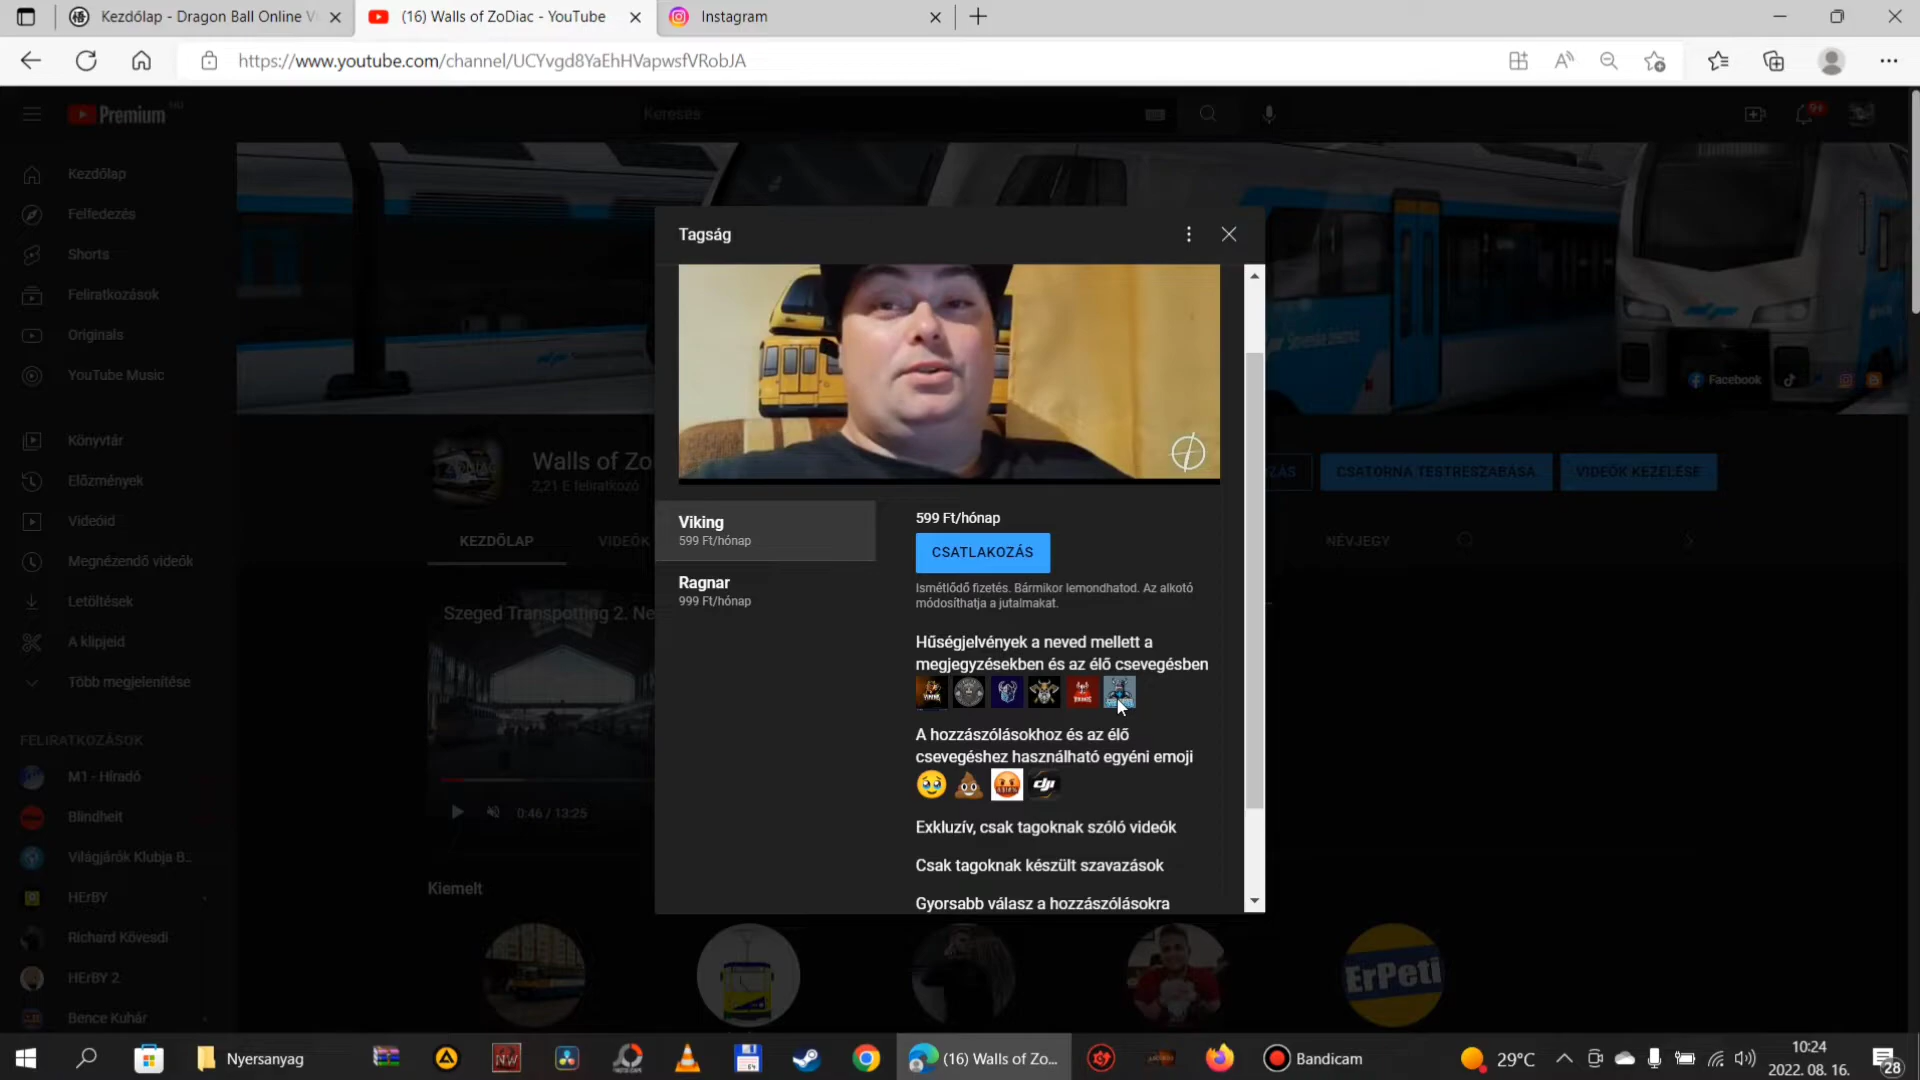 Kezdőlap - Dragon Ball Online V
(16) Walls of ZoDiac - YouTube
Instagram
https://www.youtube.com/channel/UCYvgd8YaEhHVapwsfVRobJA
Premium
HU
Keresés
9+
Kezdőlap
Felfedezés
Shorts
Feliratkozások
Originals
YouTube Music
Könyvtár
Előzmények
Videóid
Megnézendő videók
Letöltések
A klipjeid
Több megjelenítése
FELIRATKOZÁSOK
M1 - Híradó
Blindheit
Világjárók Klubja B...
HErBY
Richard Kövesdi
HErBY 2
Bence Kuhár
Facebook
Walls of Zo
2,21 E feliratkozó
CSATORNA TESTRESZABÁSA
VIDEÓK KEZELÉSE
KEZDŐLAP
VIDEÓK
NÉVJEGY
Szeged Transpotting 2. Ne
0:46 / 13:25
Kiemelt
ErPeti
Tagság
Viking
599 Ft/hónap
Ragnar
999 Ft/hónap
599 Ft/hónap
CSATLAKOZÁS
Ismétlődő fizetés. Bármikor lemondhatod. Az alkotó
módosíthatja a jutalmakat.
Hűségjelvények a neved mellett a
megjegyzésekben és az élő csevegésben
A hozzászólásokhoz és az élő
csevegéshez használható egyéni emoji
dji
Exkluzív, csak tagoknak szóló videók
Csak tagoknak készült szavazások
Gyorsabb válasz a hozzászólásokra
Nyersanyag
NW
(16) Walls of Zo...
Bandicam
29°C
10:24
2022. 08. 16.
28